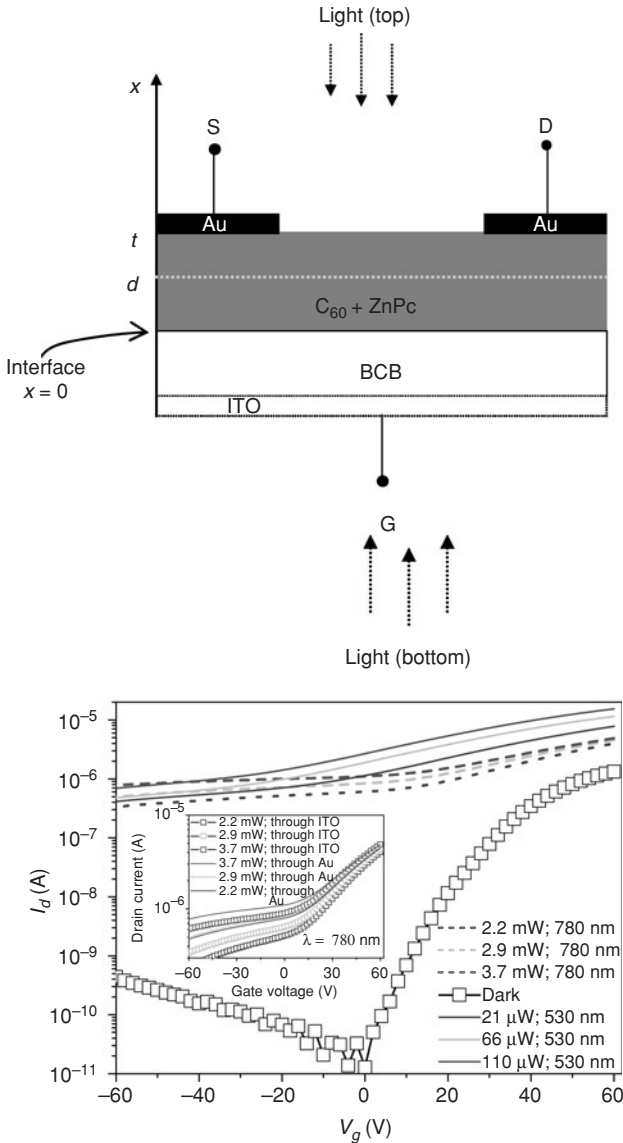 Light (top)
x
S
D
Au
Au
t
d
C₆₀ + ZnPc
Interface
x = 0
BCB
ITO
G
Light (bottom)
10⁻⁵
10⁻⁶
10⁻⁷
10⁻⁸
10⁻⁹
10⁻¹⁰
10⁻¹¹
I_d (A)
−60
−40
−20
0
20
40
60
V_g (V)
10⁻⁵
10⁻⁶
Drain current (A)
2.2 mW; through ITO
2.9 mW; through ITO
3.7 mW; through ITO
3.7 mW; through Au
2.9 mW; through Au
2.2 mW; through
Au
λ = 780 nm
−60
−30
0
30
60
Gate voltage (V)
2.2 mW; 780 nm
2.9 mW; 780 nm
3.7 mW; 780 nm
Dark
21 μW; 530 nm
66 μW; 530 nm
110 μW; 530 nm